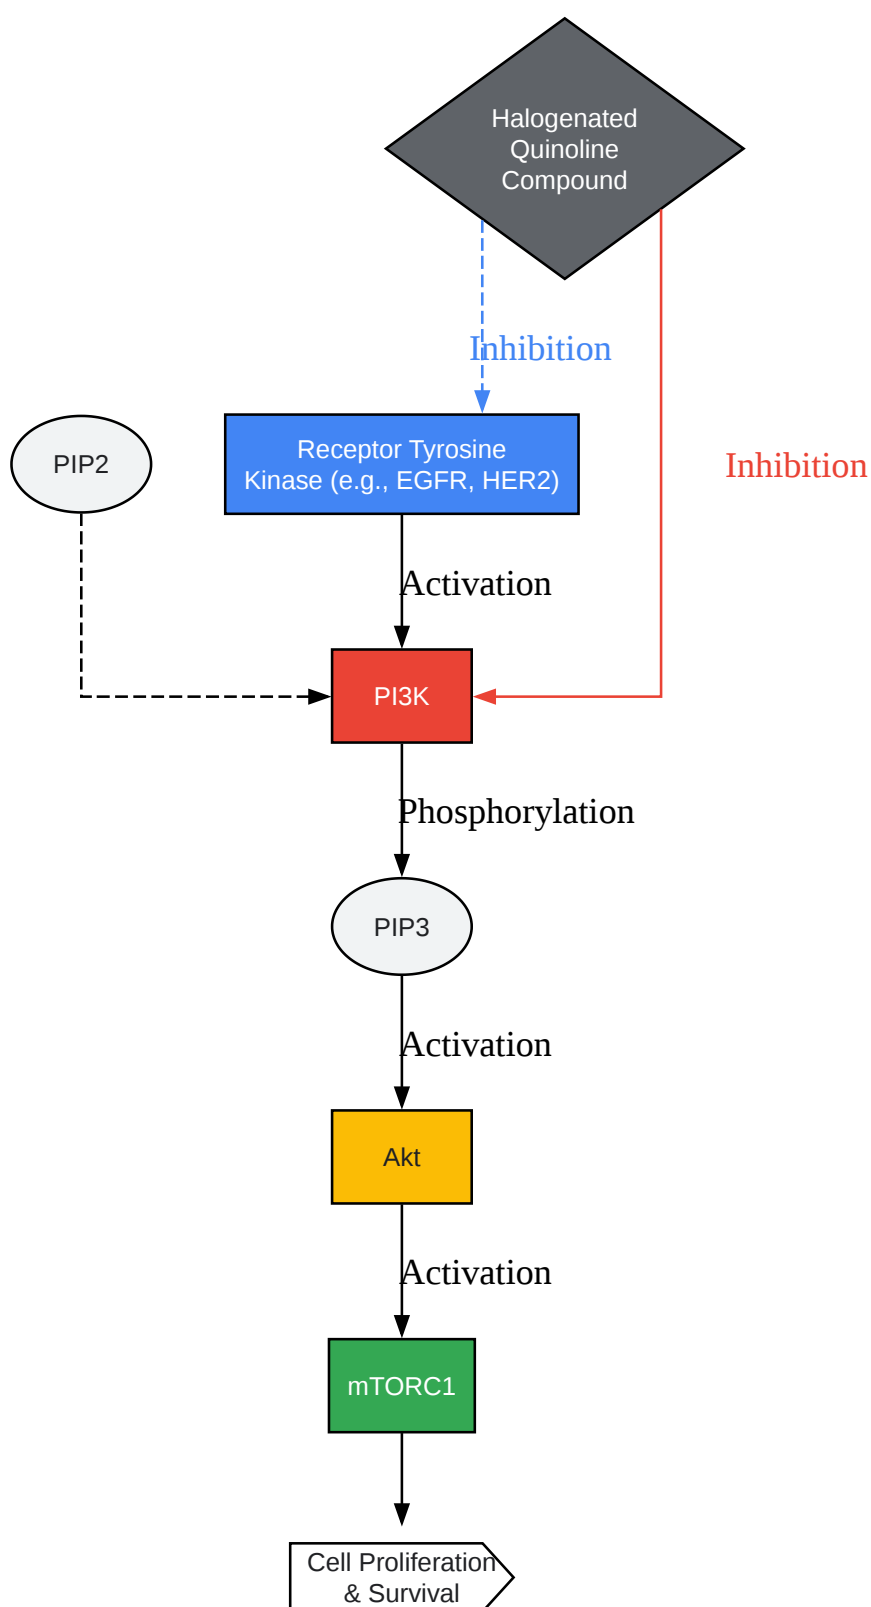 Halogenated
Quinoline
Compound
Inhibition
Receptor Tyrosine
Kinase (e.g., EGFR, HER2)
PIP2
Inhibition
Activation
PI3K
Phosphorylation
PIP3
Activation
Akt
Activation
mTORC1
Cell Proliferation
& Survival